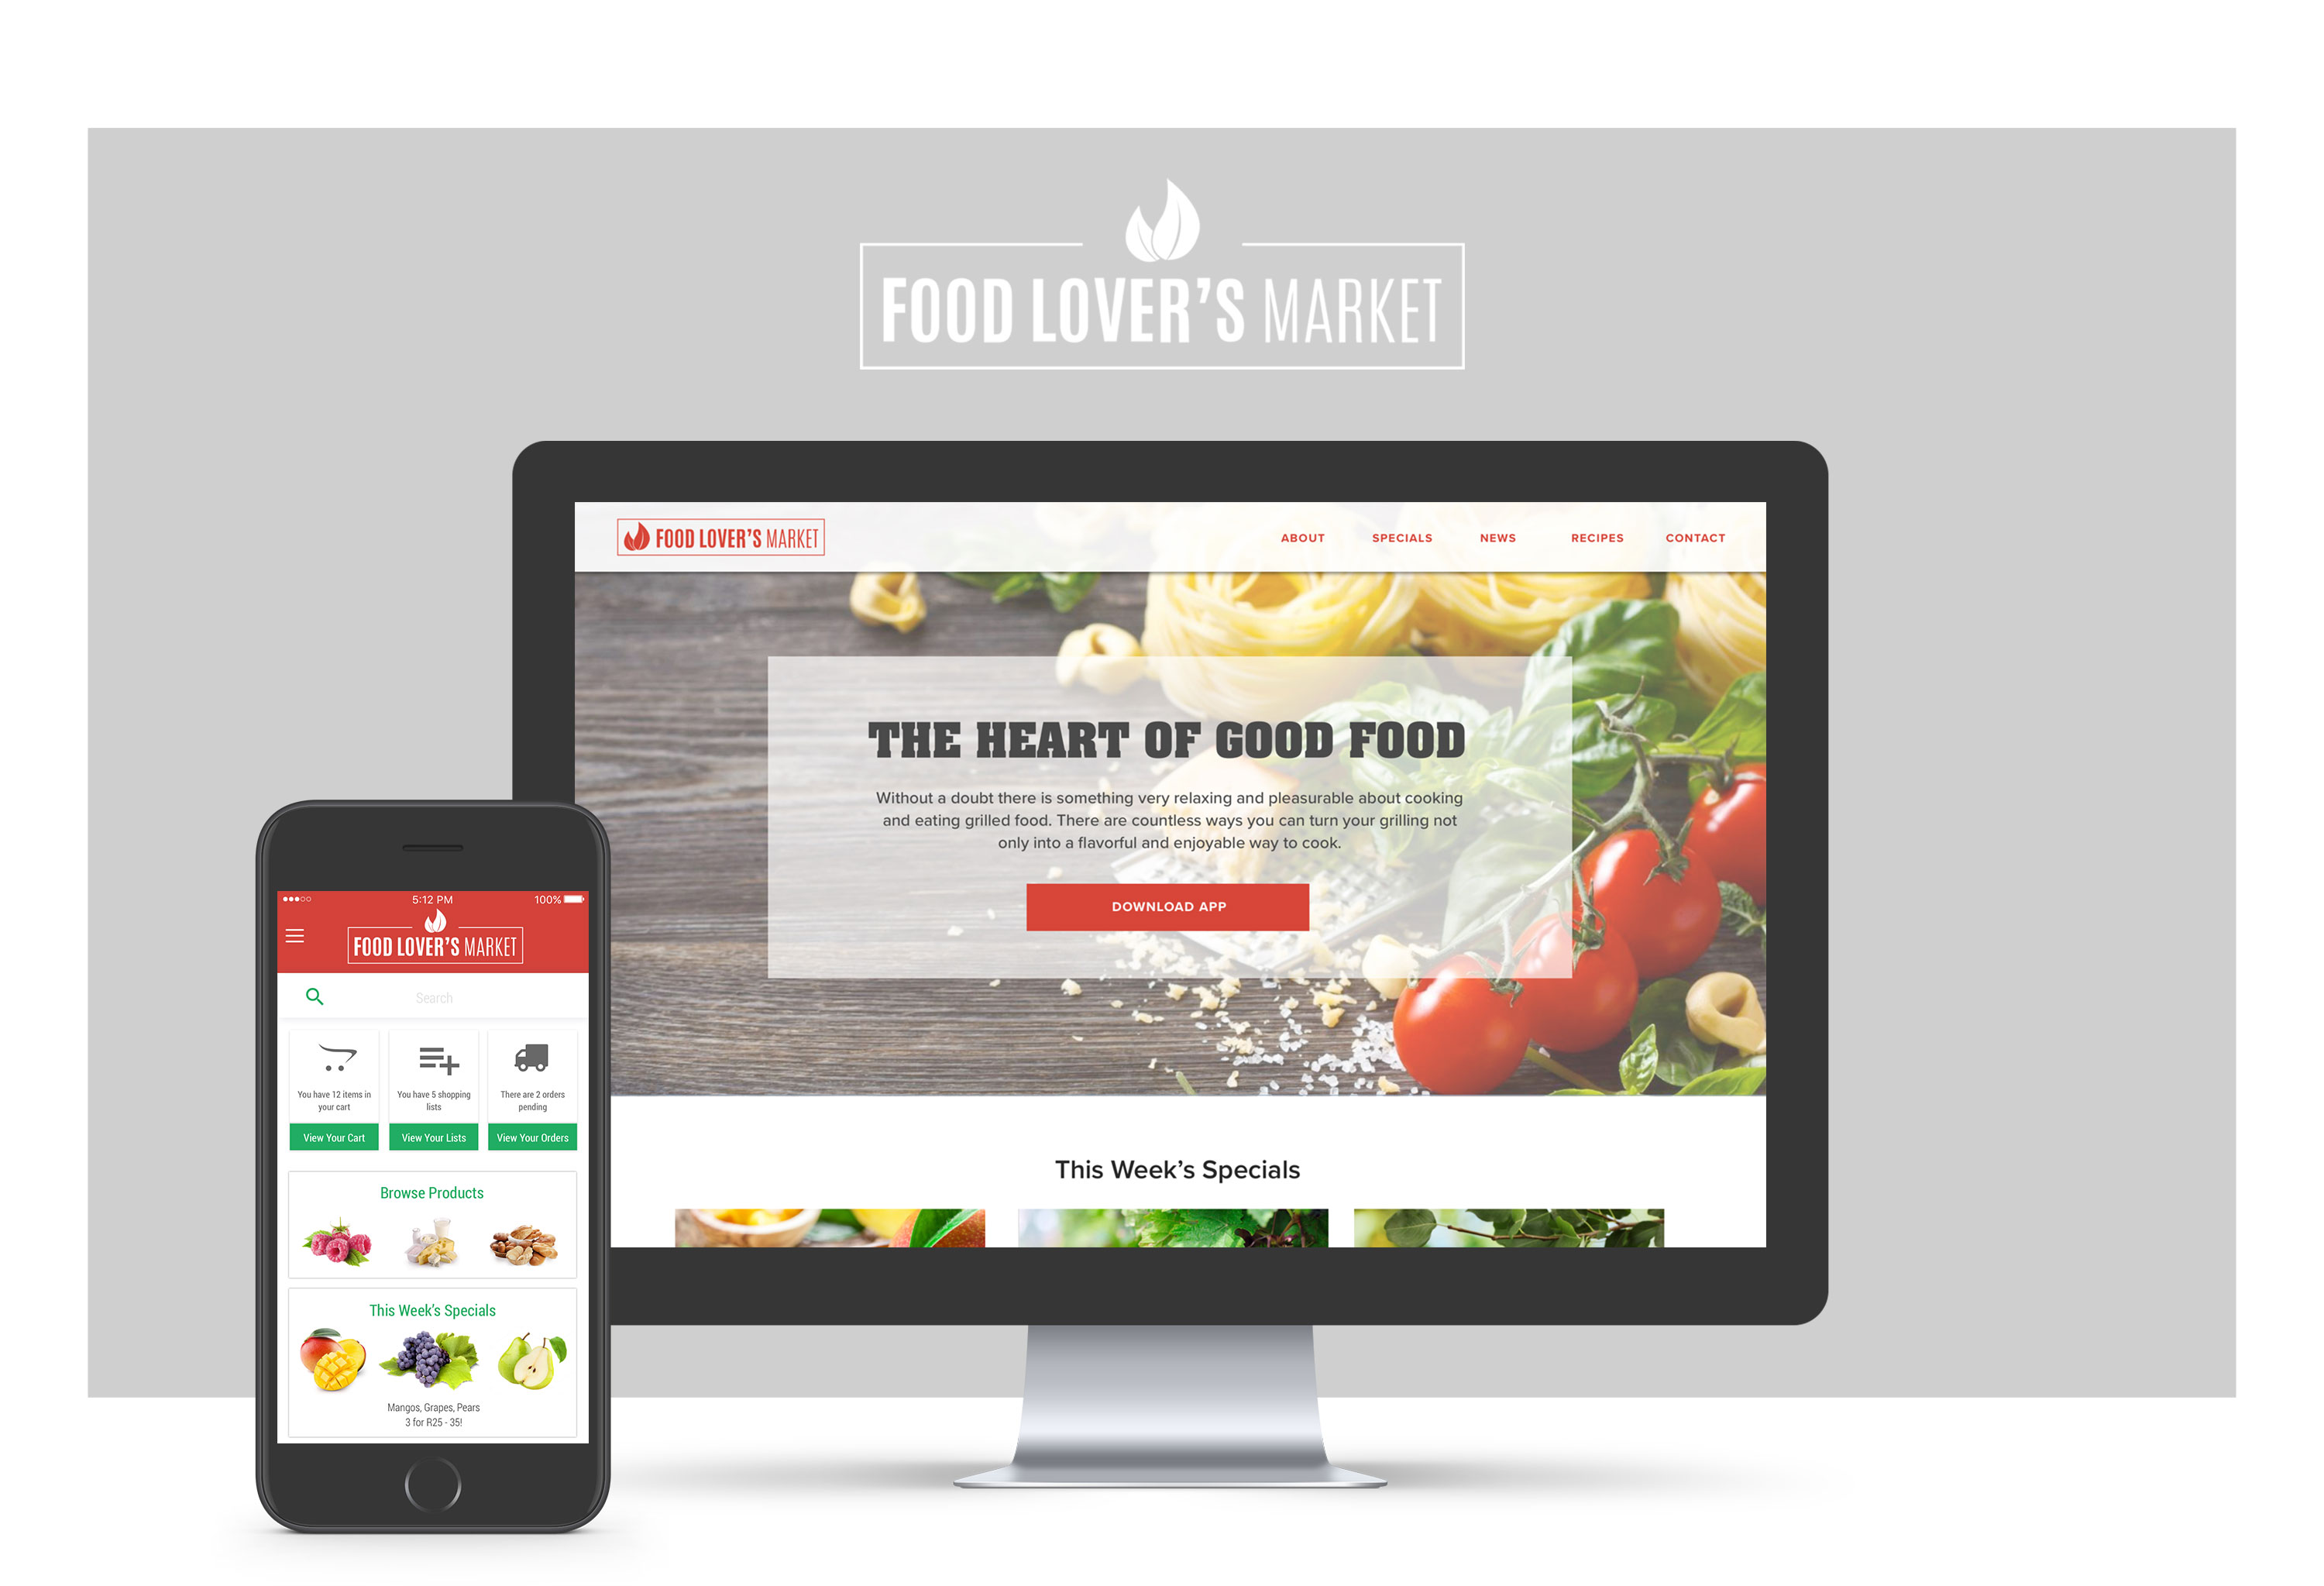 FOOD LOVER'S MARKET
FOOD LOVER'S MARKET
ABOUT
SPECIALS
NEWS
RECIPES
CONTACT
THE HEART OF GOOD FOOD
Without a doubt there is something very relaxing and pleasurable about cooking
and eating grilled food. There are countless ways you can turn your grilling not
only into a flavorful and enjoyable way to cook.
DOWNLOAD APP
This Week's Specials
5:12 PM
100%
FOOD LOVER'S MARKET
Search
You have 12 items in
your cart
View Your Cart
You have 5 shopping
lists
View Your Lists
There are 2 orders
pending
View Your Orders
Browse Products
This Week's Specials
Mangos, Grapes, Pears
3 for R25 - 35!